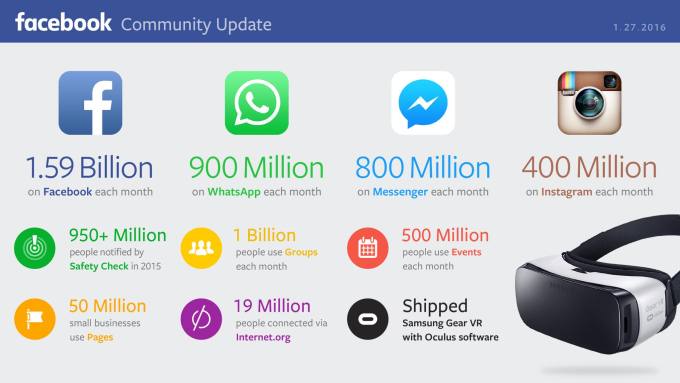 facebook Community Update
1.27.2016
1.59 Billion
on Facebook each month
900 Million
on WhatsApp each month
800 Million
on Messenger each month
400 Million
on Instagram each month
950+ Million
people notified by
Safety Check in 2015
1 Billion
people use Groups
each month
500 Million
people use Events
each month
50 Million
small businesses
use Pages
19 Million
people connected via
Internet.org
Shipped
Samsung Gear VR
with Oculus software